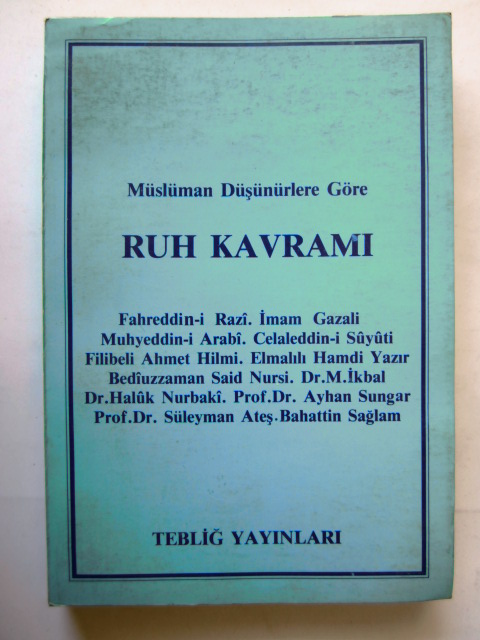 Müslüman Düşünürlere Göre
RUH KAVRAMI
Fahreddin-i Razî. İmam Gazali
Muhyeddin-i Arabî. Celaleddin-i Sûyûti
Filibeli Ahmet Hilmi. Elmalılı Hamdi Yazır
Bedîuzzaman Said Nursi. Dr.M.İkbal
Dr.Halûk Nurbakî. Prof.Dr. Ayhan Sungar
Prof.Dr. Süleyman Ateş.Bahattin Sağlam
TEBLİĞ YAYINLARI